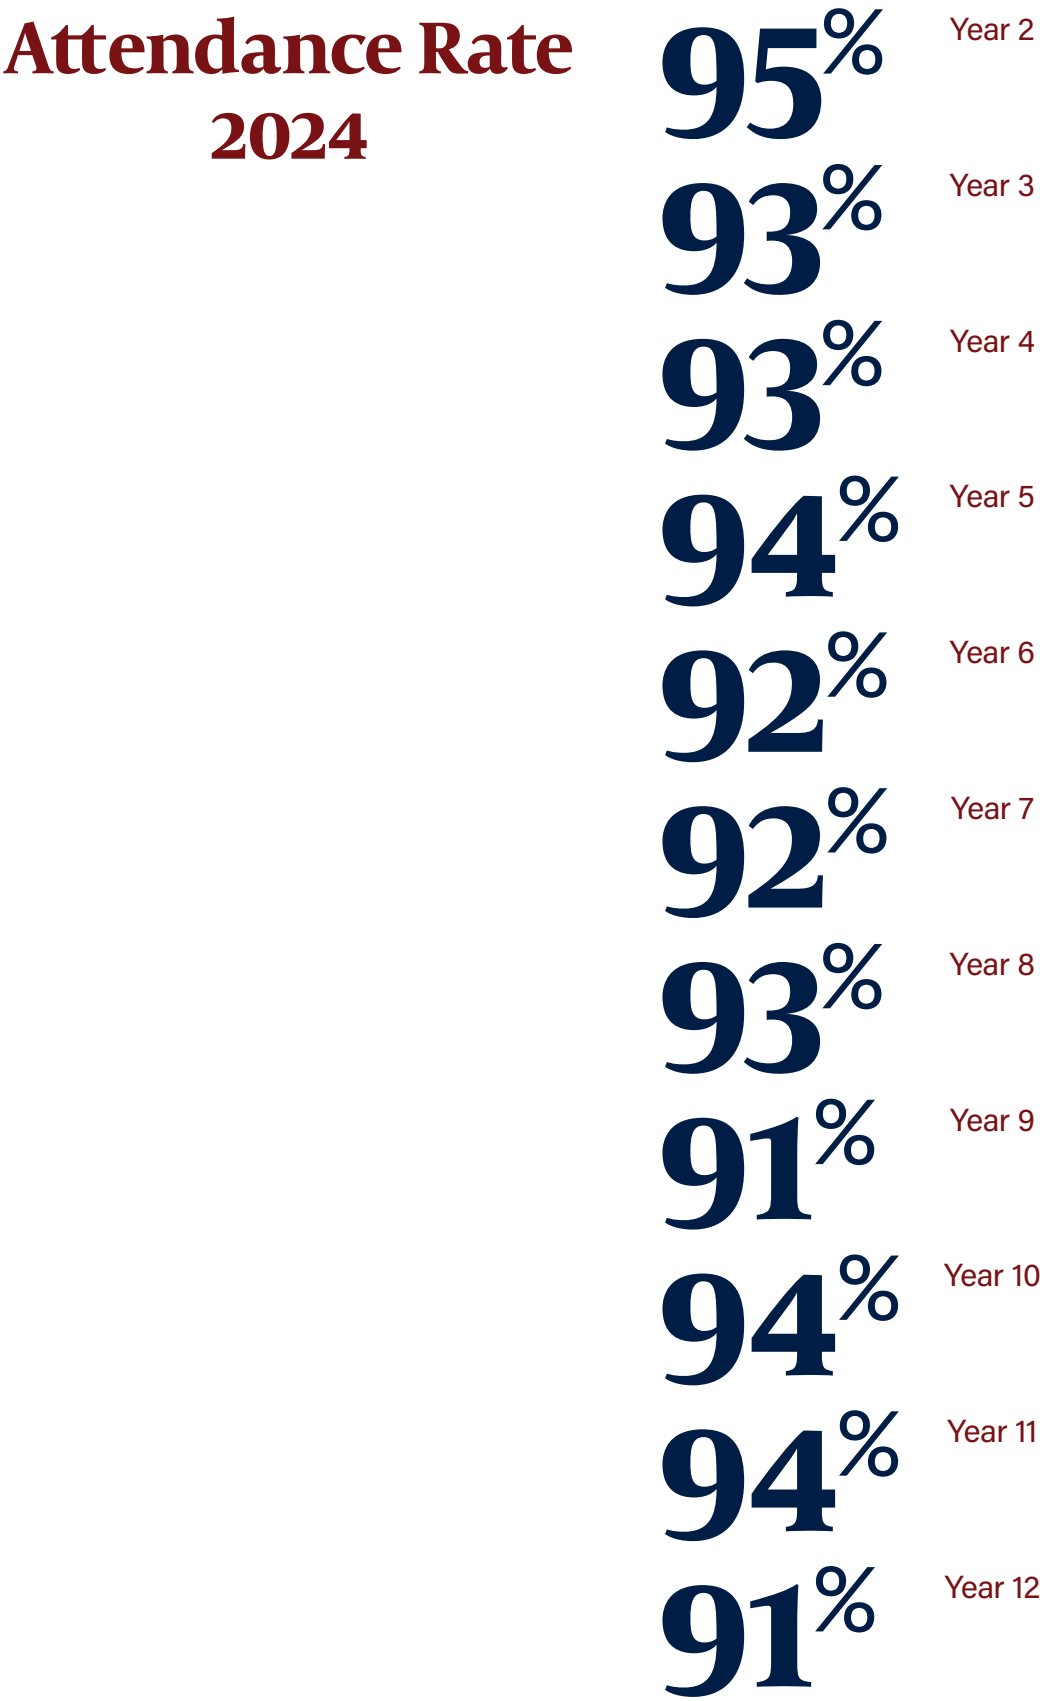 Attendance Rate
2024
95% Year 2
93% Year 3
93% Year 4
94% Year 5
92% Year 6
92% Year 7
93% Year 8
91% Year 9
94% Year 10
94% Year 11
91% Year 12